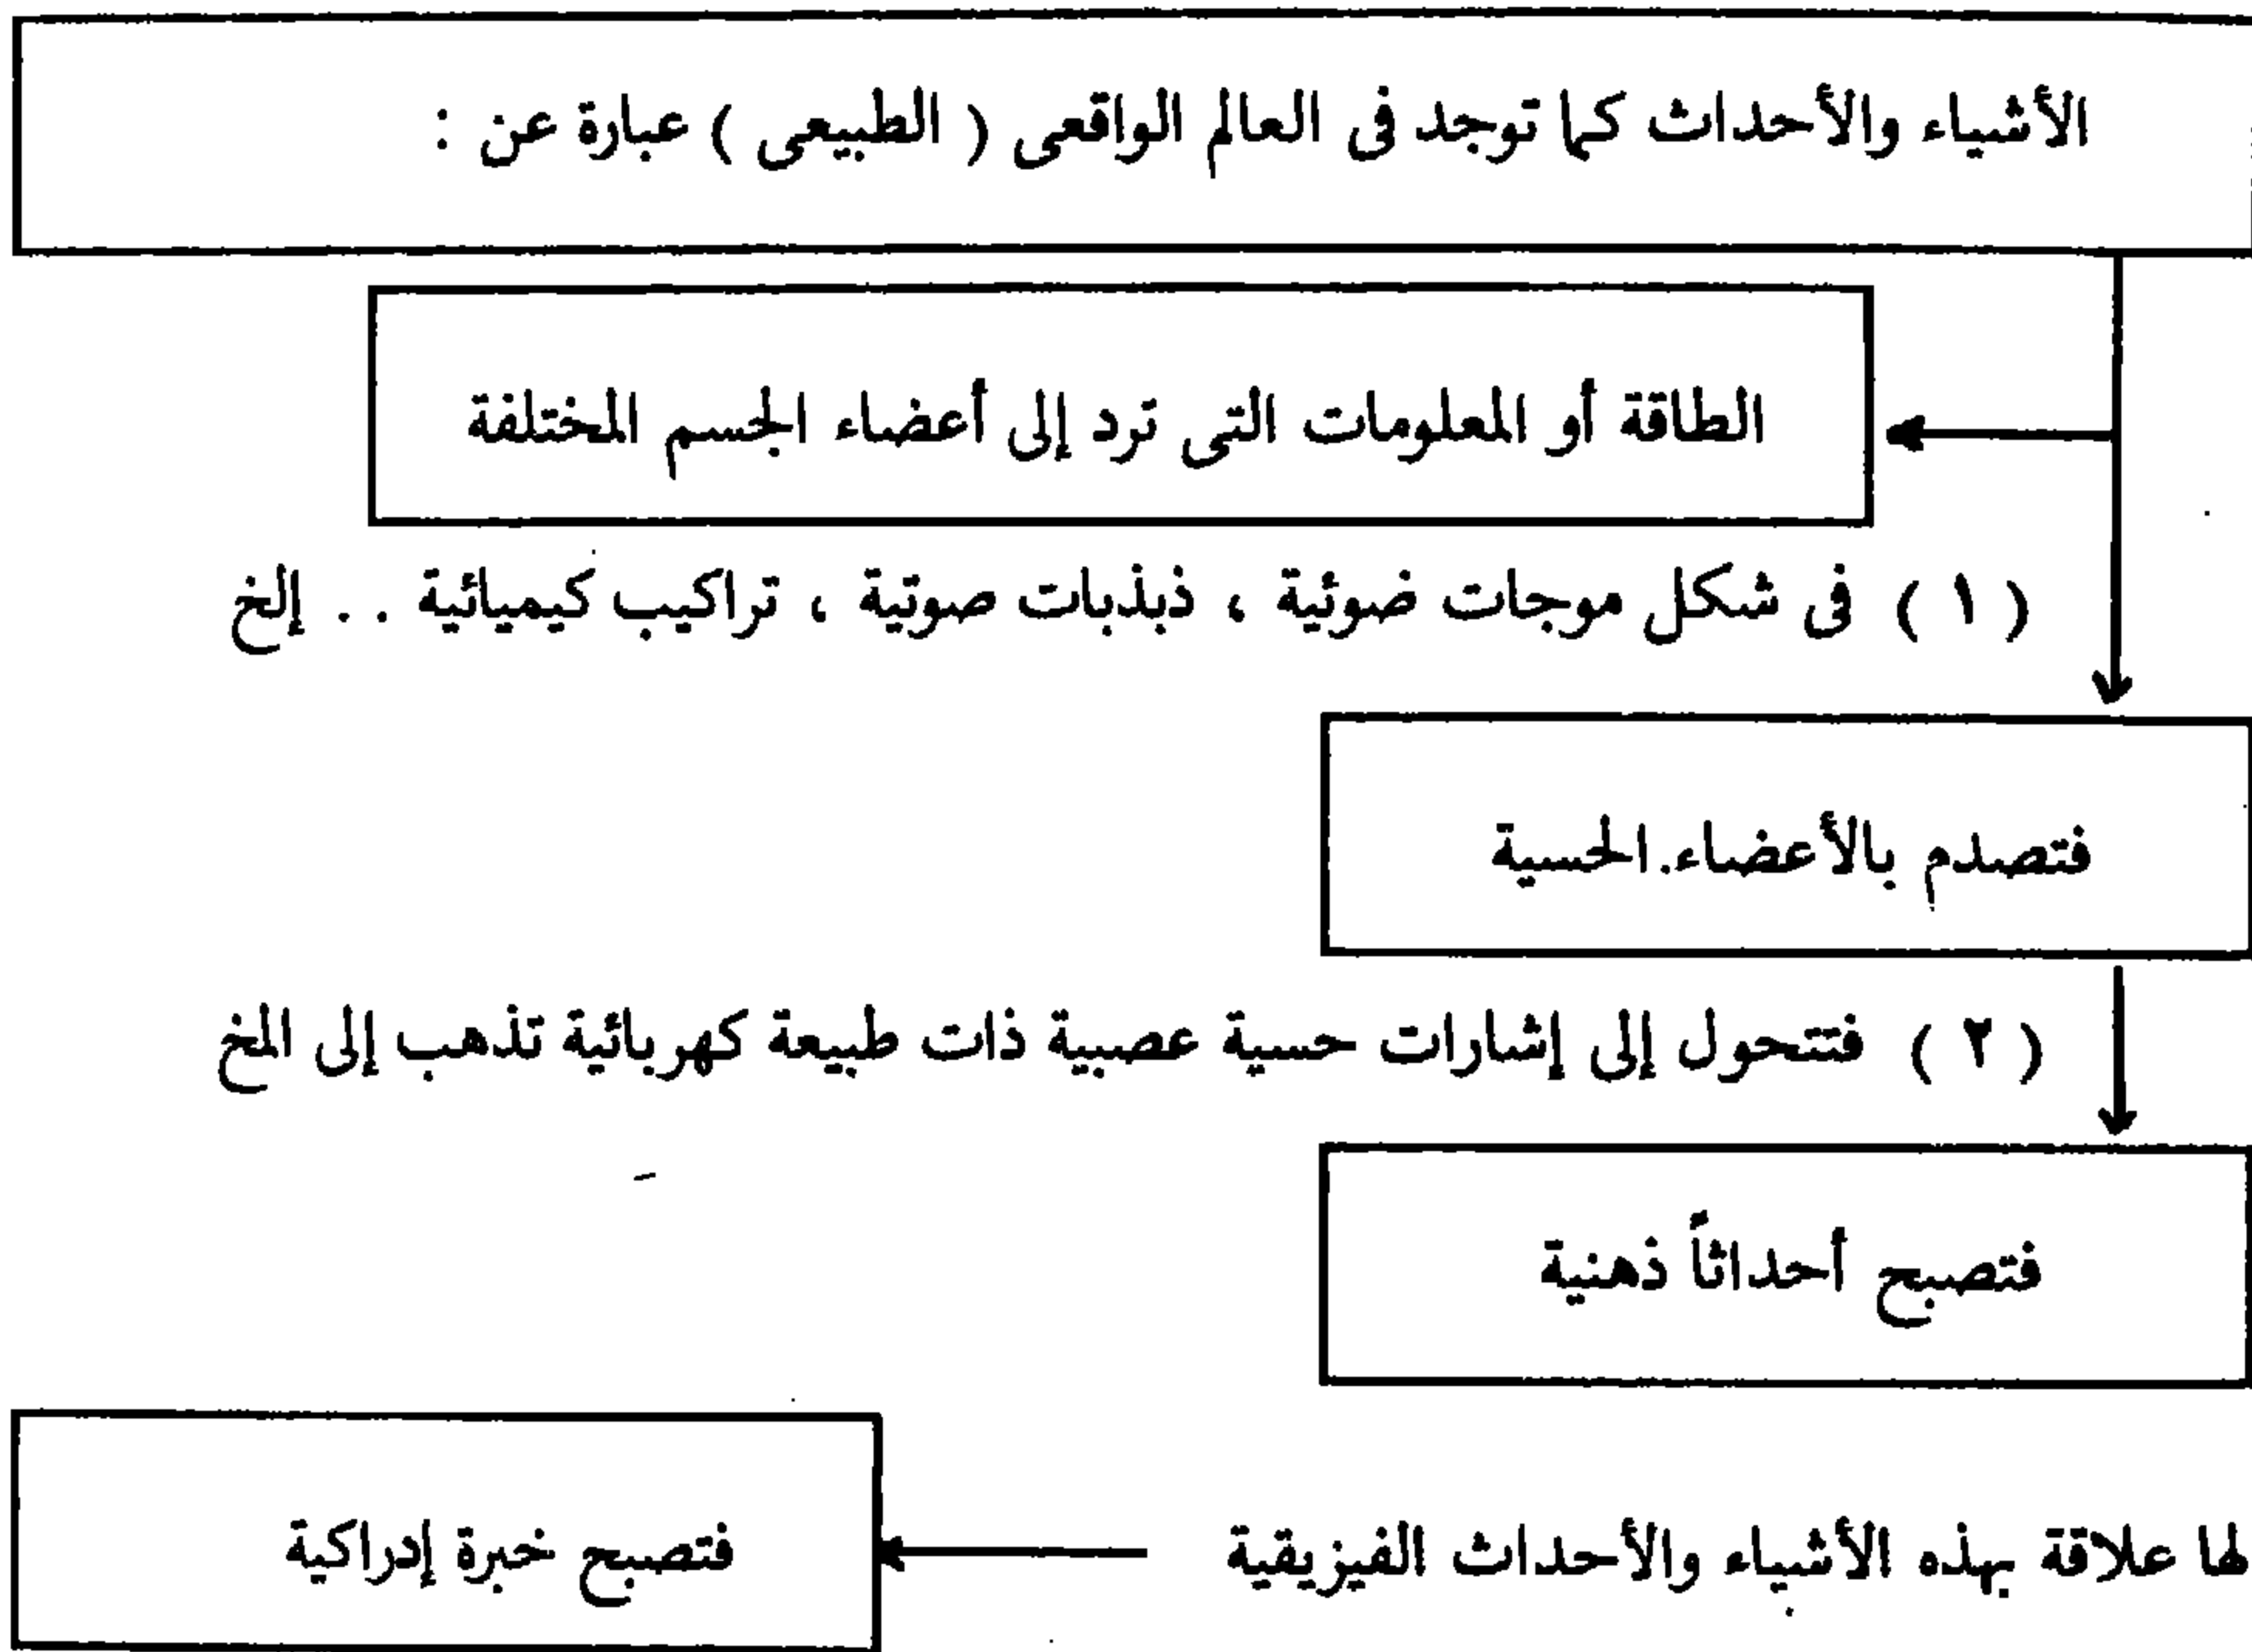 الأشياء والأحداث كما توجد فى العالم الواقعى ( الطبيعى ) عبارة عن :
الطاقة أو المعلومات التى ترد إلى أعضاء الجسم المختلفة
( ١ ) فى شكل موجات ضوئية ، ذبذبات صوتية ، تراكيب كيميائية . . إلخ
فتصدم بالأعضاء الحسية
( ٢ ) فتتحول إلى إشارات حسية عصبية ذات طبيعة كهربائية تذهب إلى المخ
فتصبح أحداثاً ذهنية
لها علاقة بهذه الأشياء والأحداث الفيزيقية
فتصبح خبرة إدراكية